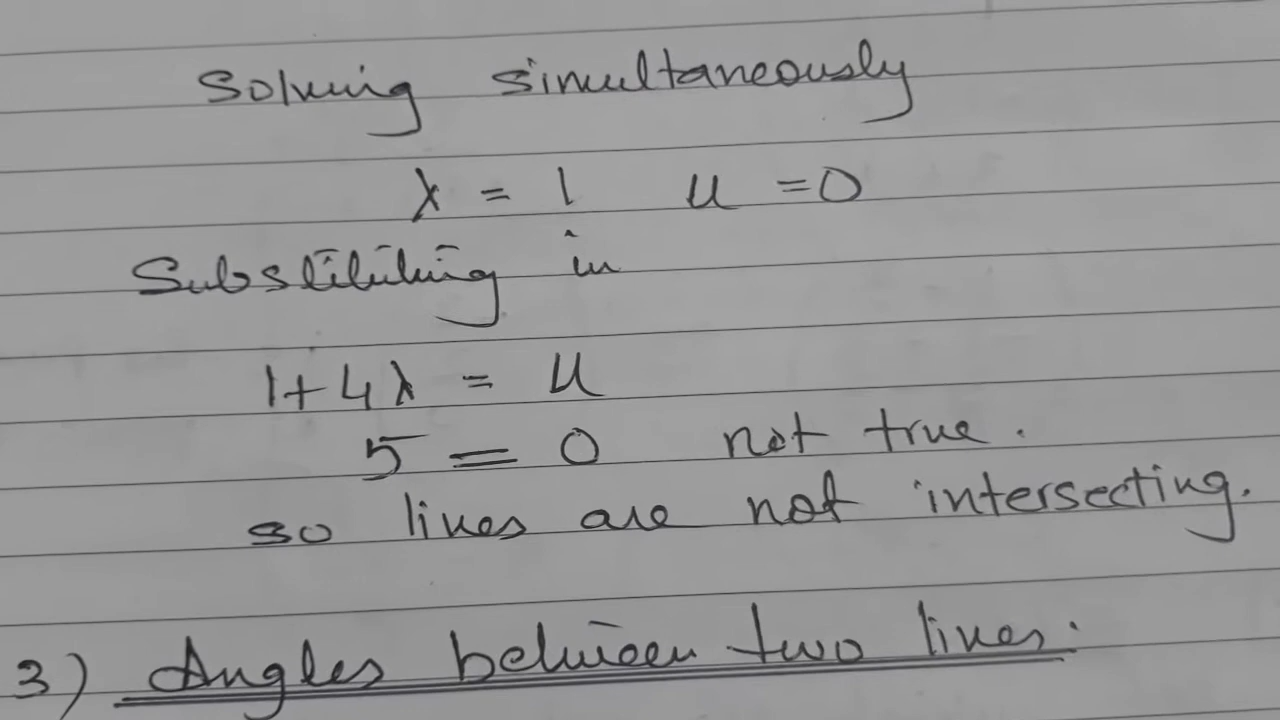 Solving simultaneously
λ = 1 μ = 0
Substituting in
1 + 4λ = μ
5 = 0 not true.
so lines are not intersecting.
3) Angles between two lines.